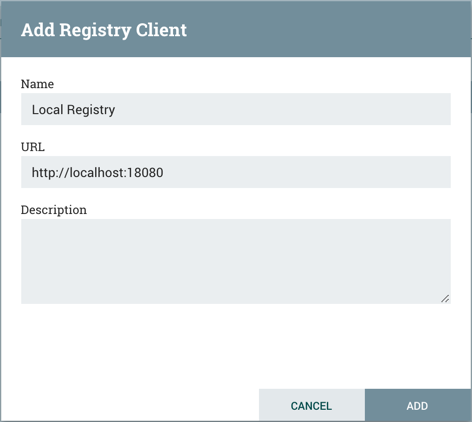 Add Registry Client
Name
Local Registry
URL
http://localhost:18080
Description
CANCEL ADD